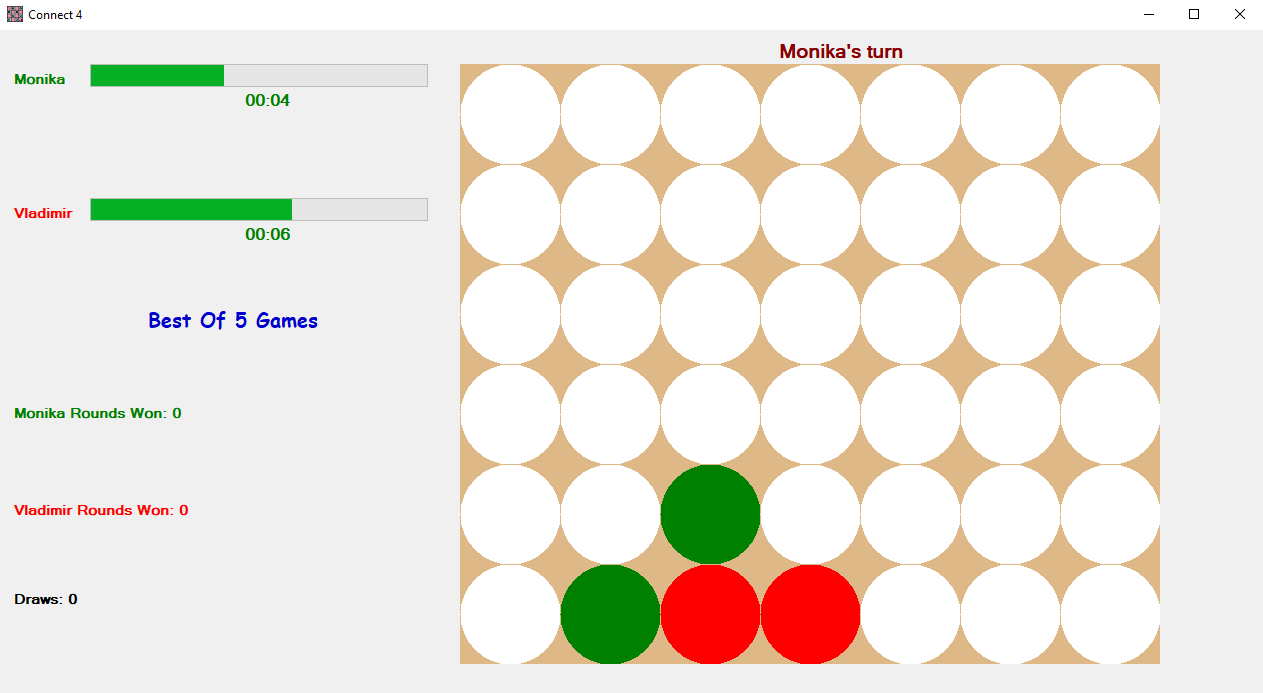 Connect 4
Monika's turn
Monika
00:04
Vladimir
00:06
Best Of 5 Games
Monika Rounds Won: 0
Vladimir Rounds Won: 0
Draws: 0